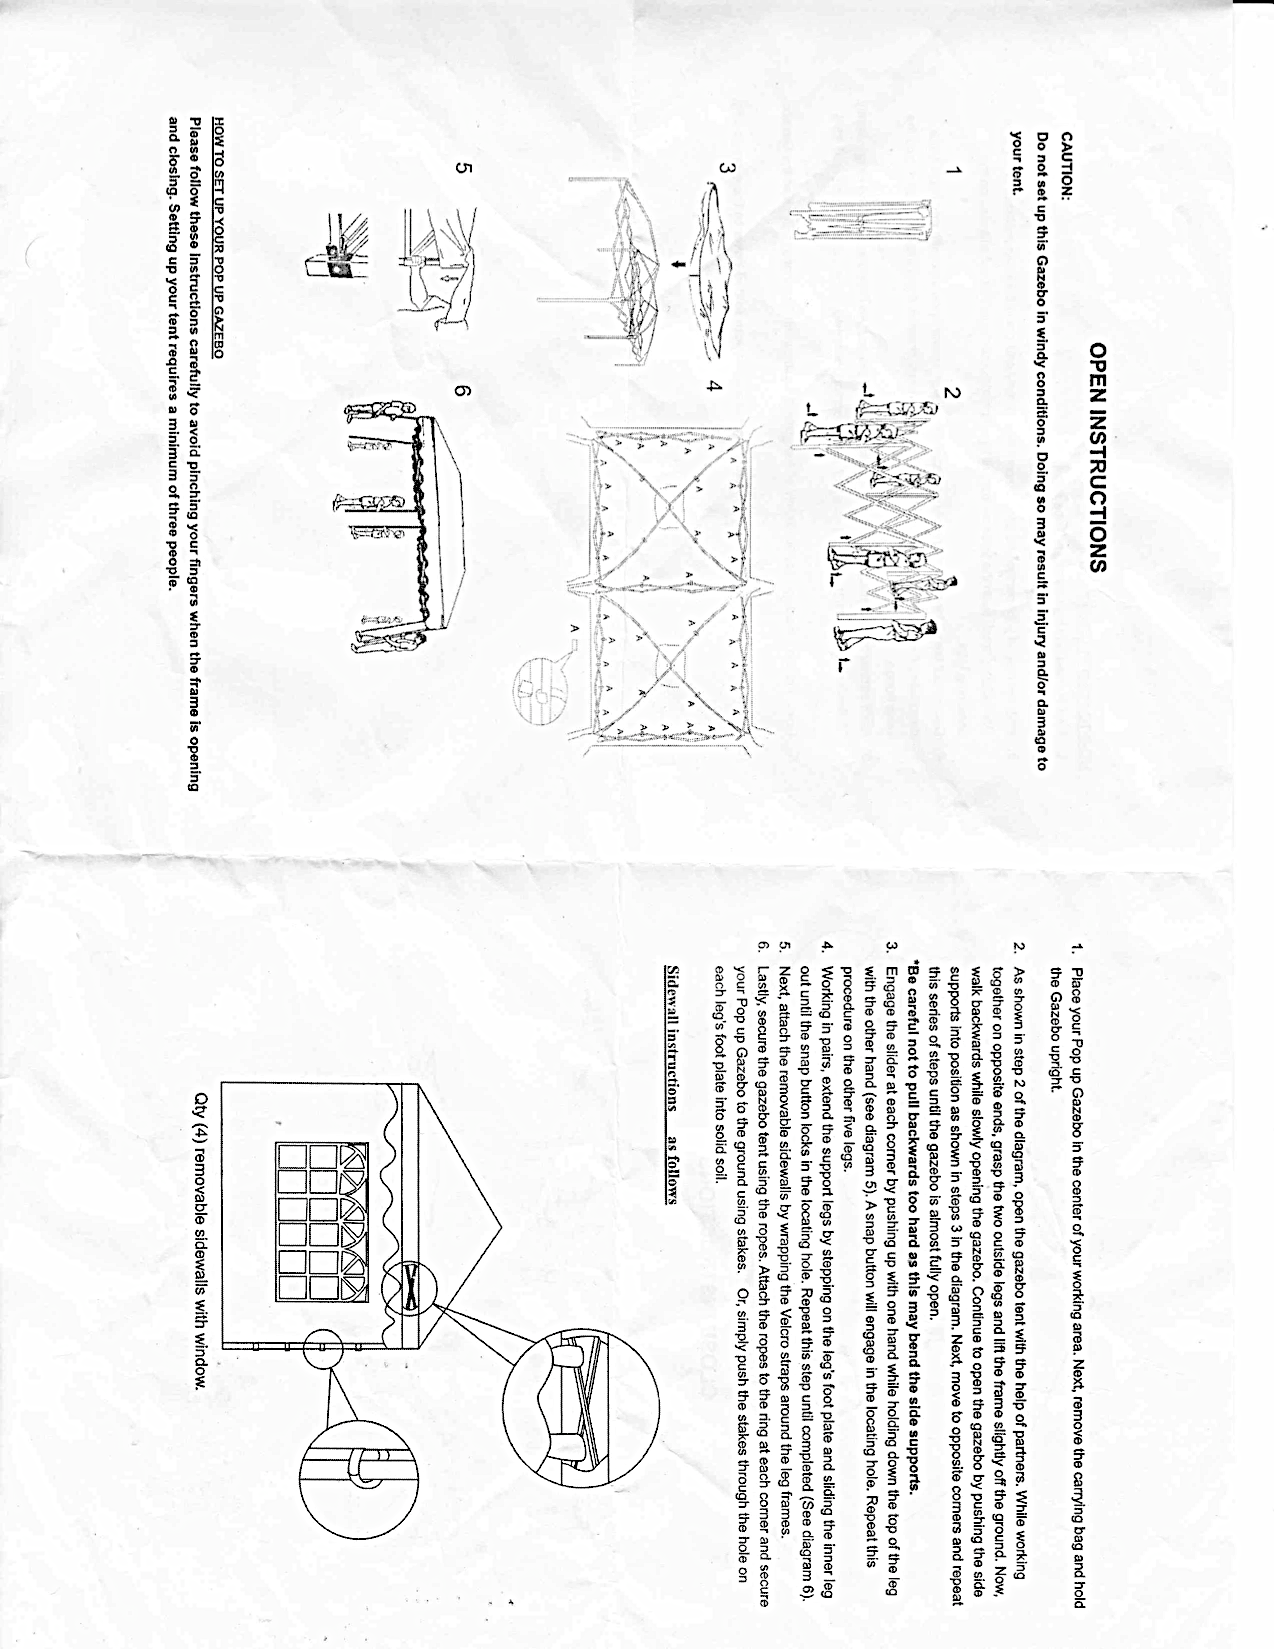 OPEN INSTRUCTIONS
CAUTION:
Do not set up this Gazebo in windy conditions. Doing so may result in injury and/or damage to
your tent.
1
2
3
4
A A A A A A A A A A A A A A A A A A A A A A A A A A A A A A A A A A A A
A
5
6
HOW TO SET UP YOUR POP UP GAZEBO
Please follow these instructions carefully to avoid pinching your fingers when the frame is opening
and closing. Setting up your tent requires a minimum of three people.
1. Place your Pop up Gazebo in the center of your working area. Next, remove the carrying bag and hold
the Gazebo upright.
2. As shown in step 2 of the diagram, open the gazebo tent with the help of partners. While working
together on opposite ends, grasp the two outside legs and lift the frame slightly off the ground. Now,
walk backwards while slowly opening the gazebo. Continue to open the gazebo by pushing the side
supports into position as shown in steps 3 in the diagram. Next, move to opposite corners and repeat
this series of steps until the gazebo is almost fully open.
*Be careful not to pull backwards too hard as this may bend the side supports.
3. Engage the slider at each corner by pushing up with one hand while holding down the top of the leg
with the other hand (see diagram 5). A snap button will engage in the locating hole. Repeat this
procedure on the other five legs.
4. Working in pairs, extend the support legs by stepping on the leg's foot plate and sliding the inner leg
out until the snap button locks in the locating hole. Repeat this step until completed (See diagram 6).
5. Next, attach the removable sidewalls by wrapping the Velcro straps around the leg frames.
6. Lastly, secure the gazebo tent using the ropes. Attach the ropes to the ring at each corner and secure
your Pop up Gazebo to the ground using stakes. Or, simply push the stakes through the hole on
each leg's foot plate into solid soil.
Sidewall instructions as follows
Qty (4) removable sidewalls with window.